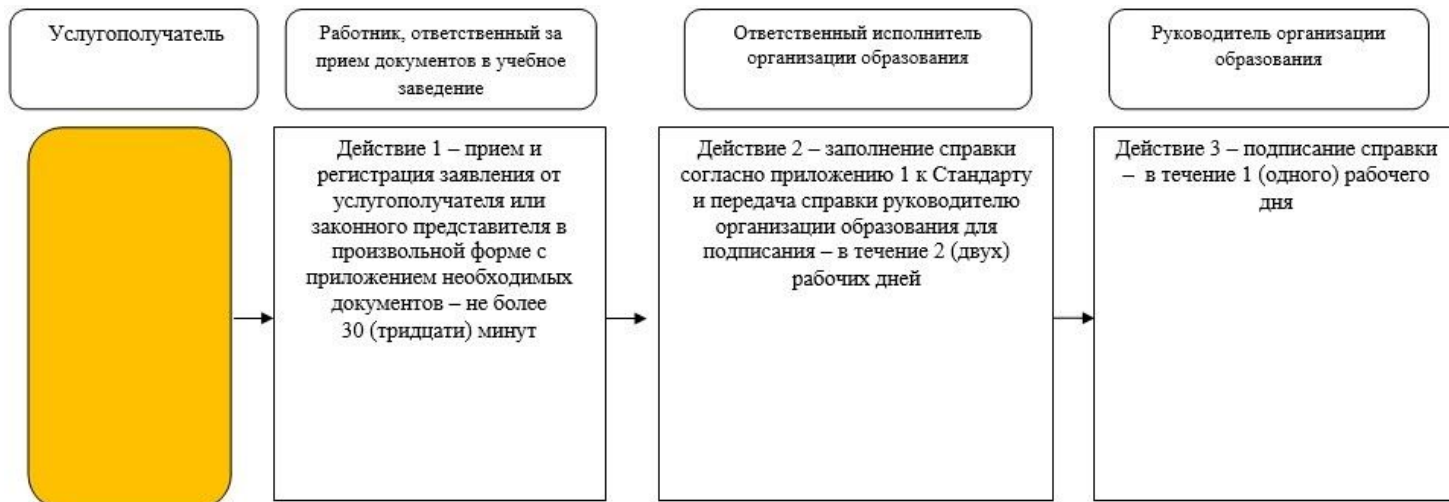 Услугополучатель
Работник, ответственный за
прием документов в учебное
заведение
Ответственный исполнитель
организации образования
Руководитель организации
образования
Действие 1 – прием и
регистрация заявления от
услугополучателя или
законного представителя в
произвольной форме с
приложением необходимых
документов – не более
30 (тридцати) минут
Действие 2 – заполнение справки
согласно приложению 1 к Стандарту
и передача справки руководителю
организации образования для
подписания – в течение 2 (двух)
рабочих дней
Действие 3 – подписание справки
– в течение 1 (одного) рабочего
дня